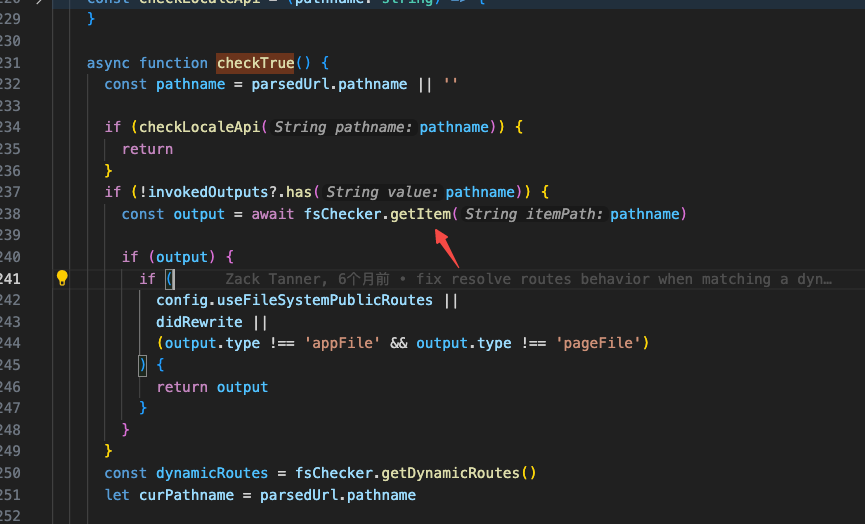 const checkLocaleApi = (pathname: string) => {
229 }
230
231 async function checkTrue() {
232 const pathname = parsedUrl.pathname || ''
233
234 if (checkLocaleApi(String pathname: pathname)) {
235 return
236 }
237 if (!invokedOutputs?.has(String value: pathname)) {
238 const output = await fsChecker.getItem(String itemPath: pathname)
239
240 if (output) {
241 if ( Zack Tanner, 6个月前 • fix resolve routes behavior when matching a dyn…
242 config.useFileSystemPublicRoutes ||
243 didRewrite ||
244 (output.type !== 'appFile' && output.type !== 'pageFile')
245 ) {
246 return output
247 }
248 }
249 }
250 const dynamicRoutes = fsChecker.getDynamicRoutes()
251 let curPathname = parsedUrl.pathname
252